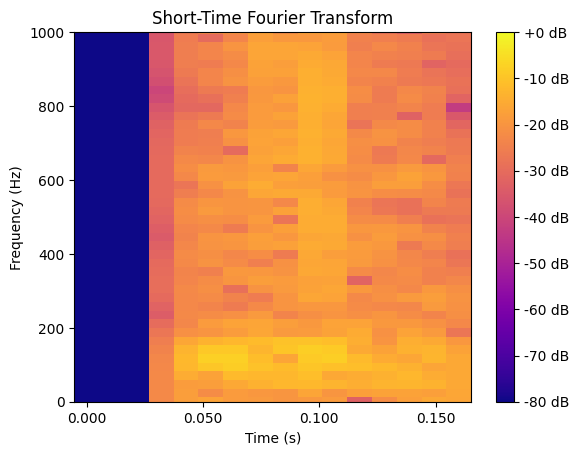 Short-Time Fourier Transform
Frequency (Hz)
1000
800
600
400
200
0
0.000
0.050
0.100
0.150
Time (s)
+0 dB
-10 dB
-20 dB
-30 dB
-40 dB
-50 dB
-60 dB
-70 dB
-80 dB